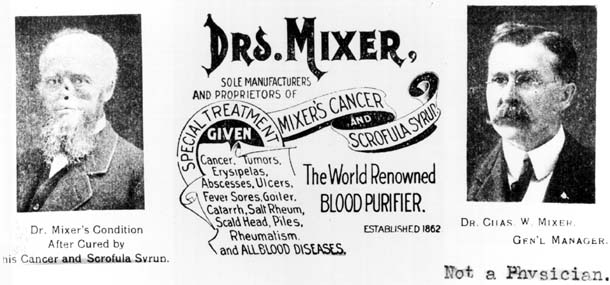 DRS. MIXER,
SOLE MANUFACTURERS
AND PROPRIETORS OF
MIXER'S CANCER
AND
SCROFULA SYRUP.
SPECIAL TREATMENT
GIVEN
Cancer, Tumors,
Erysipelas,
Abscesses, Ulcers,
Fever Sores, Goiler,
Catarrh, Salt Rheum,
Scald Head, Piles,
Rheumatism.
and ALL BLOOD DISEASES.
The World Renowned
BLOOD PURIFIER.
ESTABLISHED 1862
Dr. Mixer's Condition
After Cured by
his Cancer and Scrofula Syrup.
DR. CHAS. W. MIXER,
GEN'L MANAGER.
Not a Physician.